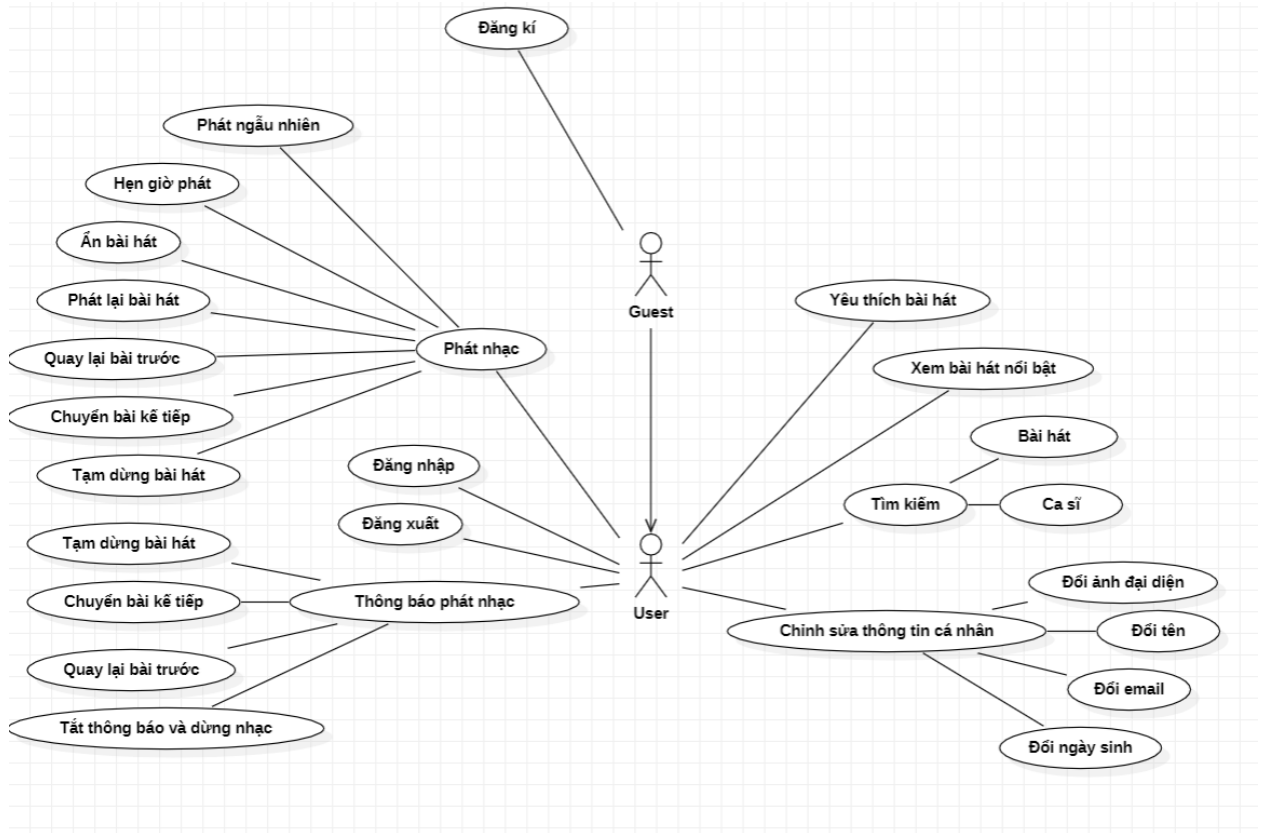 Đăng kí
Phát ngẫu nhiên
Hẹn giờ phát
Ẩn bài hát
Phát lại bài hát
Quay lại bài trước
Chuyển bài kế tiếp
Tạm dừng bài hát
Phát nhạc
Guest
Yêu thích bài hát
Xem bài hát nổi bật
Bài hát
Tìm kiếm
Ca sĩ
Đăng nhập
Đăng xuất
Tạm dừng bài hát
Chuyển bài kế tiếp
Thông báo phát nhạc
Quay lại bài trước
Tắt thông báo và dừng nhạc
User
Chỉnh sửa thông tin cá nhân
Đổi ảnh đại diện
Đổi tên
Đổi email
Đổi ngày sinh